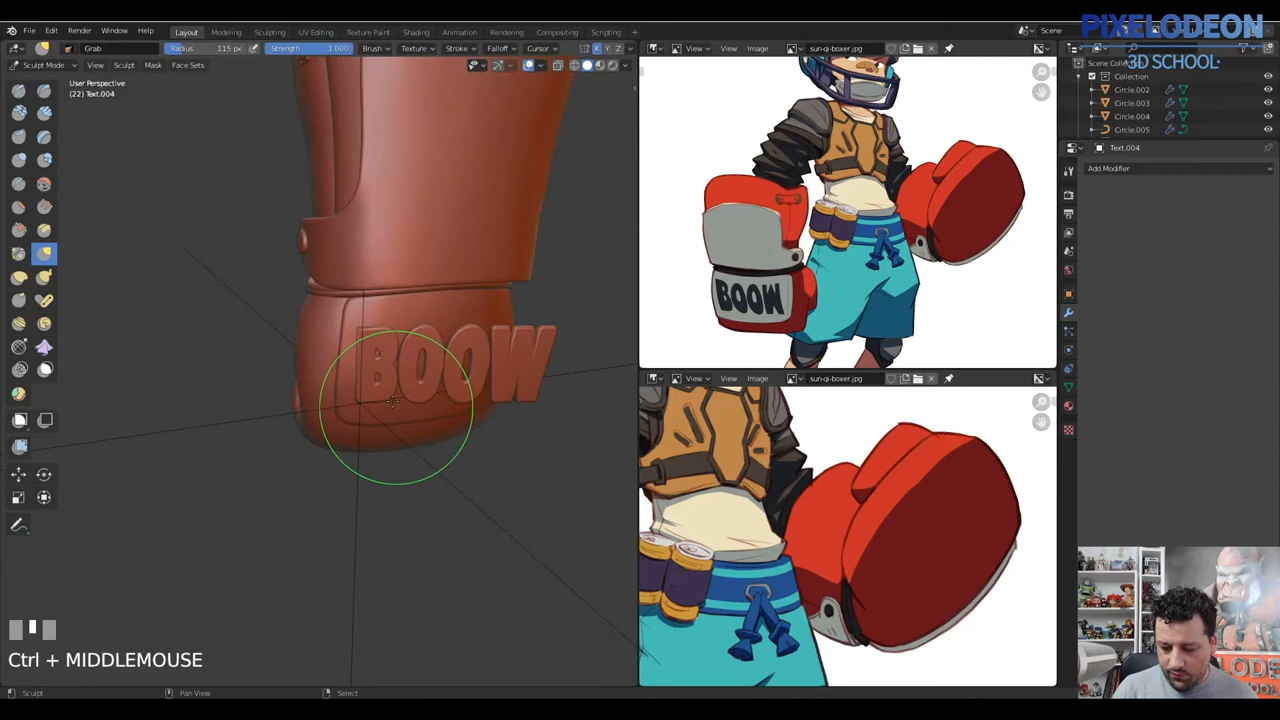 File Edit Render Window Help
Layout Modeling Sculpting UV Editing Texture Paint Shading Animation Rendering Compositing Scripting
Scene
PIXELODEON
3D SCHOOL
Grab Radius 115 px Strength 1.000 Brush Texture Stroke Falloff Cursor X Y Z
Sculpt Mode View Sculpt Mask Face Sets
User Perspective
(22) Text.004
View View Image sun-qi-boxer.jpg
Scene Collection
Collection
Circle.002
Circle.003
Circle.004
Circle.005
Text.004
Add Modifier
BOOW
BOOW
View View Image sun-qi-boxer.jpg
Ctrl + MIDDLEMOUSE
Sculpt Pan View Select